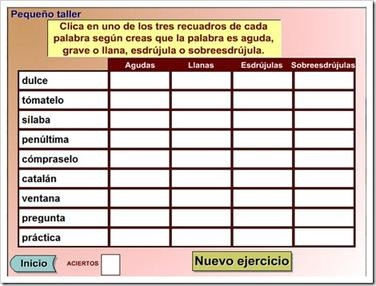 Pequeño taller
Clica en uno de los tres recuadros de cada
palabra según creas que la palabra es aguda,
grave o llana, esdrújula o sobreesdrújula.
Agudas Llanas Esdrújulas Sobreesdrújulas
dulce
tómatelo
sílaba
penúltima
cómpraselo
catalán
ventana
pregunta
práctica
Inicio ACIERTOS Nuevo ejercicio